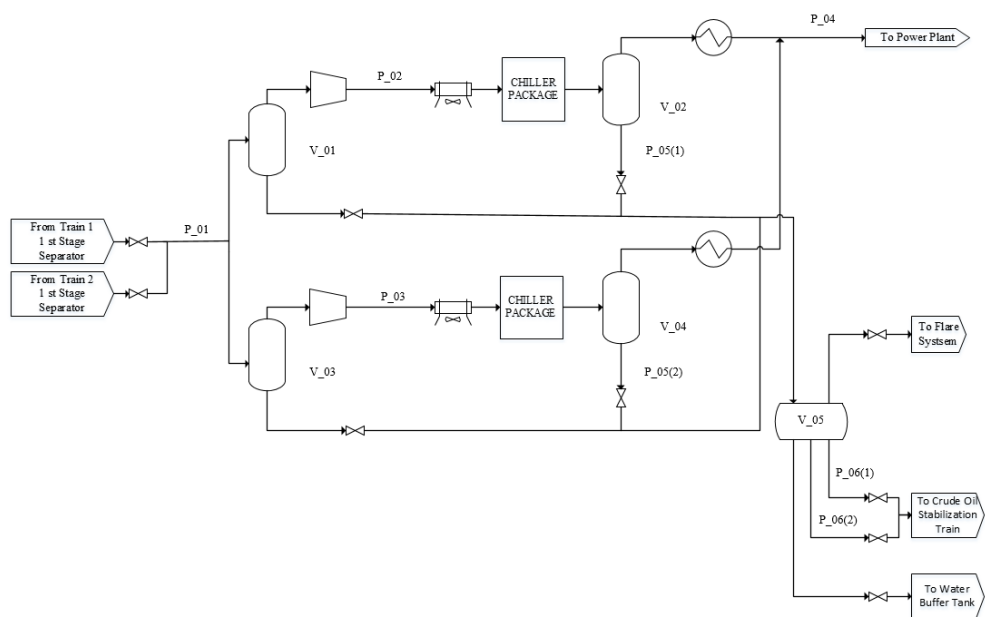 P_04
To Power Plant
P_02
CHILLER
PACKAGE
V_02
V_01
P_05(1)
From Train 1
1 st Stage
Separator
P_01
From Train 2
1 st Stage
Separator
P_03
CHILLER
PACKAGE
V_04
V_03
P_05(2)
To Flare
Systsem
V_05
P_06(1)
To Crude Oil
Stabilization
Train
P_06(2)
To Water
Buffer Tank